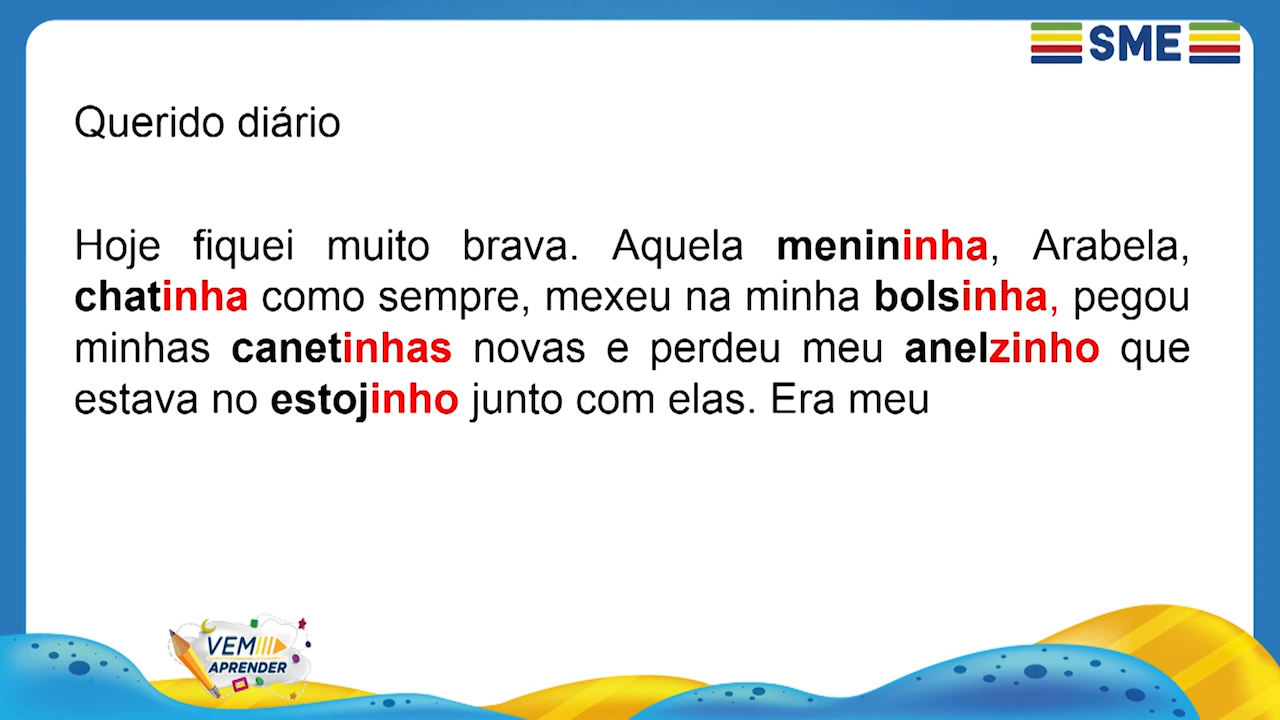 SME
Querido diário
Hoje fiquei muito brava. Aquela menininha, Arabela,
chatinha como sempre, mexeu na minha bolsinha, pegou
minhas canetinhas novas e perdeu meu anelzinho que
estava no estojinho junto com elas. Era meu
VEM
APRENDER